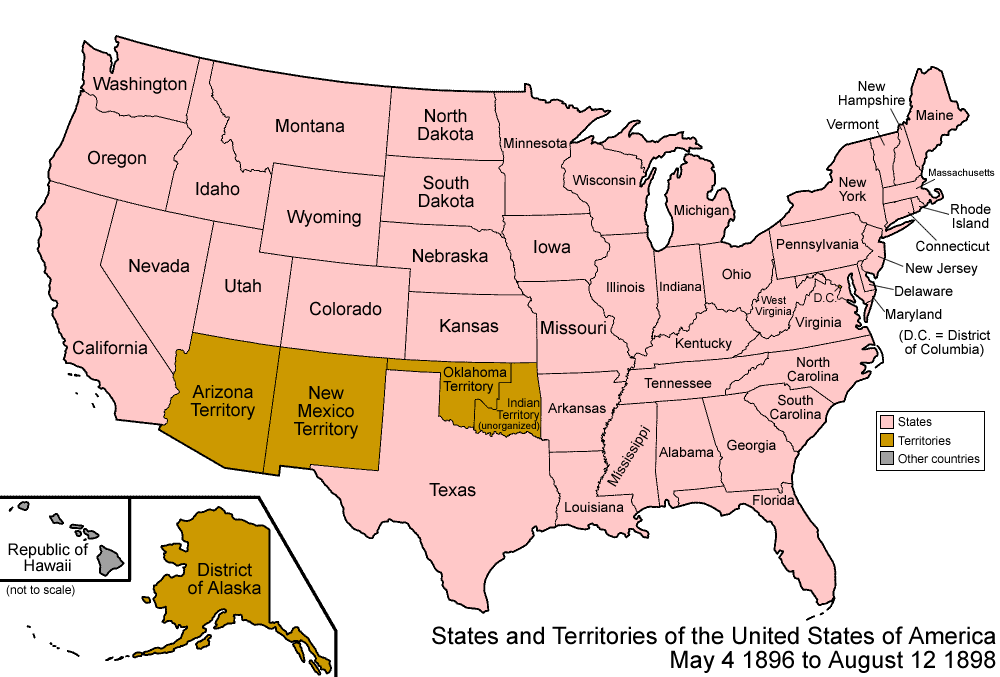 Washington
Oregon
California
Nevada
Idaho
Montana
Wyoming
Utah
Colorado
Arizona
Territory
New
Mexico
Territory
North
Dakota
South
Dakota
Nebraska
Kansas
Oklahoma
Territory
Indian
Territory
(unorganized)
Texas
Minnesota
Iowa
Missouri
Arkansas
Louisiana
Wisconsin
Illinois
Michigan
Indiana
Ohio
Kentucky
Tennessee
Mississippi
Alabama
Georgia
Florida
South
Carolina
North
Carolina
Virginia
West
Virginia
D.C.
Pennsylvania
New
York
Vermont
New
Hampshire
Maine
Massachusetts
Rhode
Island
Connecticut
New Jersey
Delaware
Maryland
(D.C. = District
of Columbia)
States
Territories
Other countries
Republic of
Hawaii
(not to scale)
District
of Alaska
States and Territories of the United States of America
May 4 1896 to August 12 1898